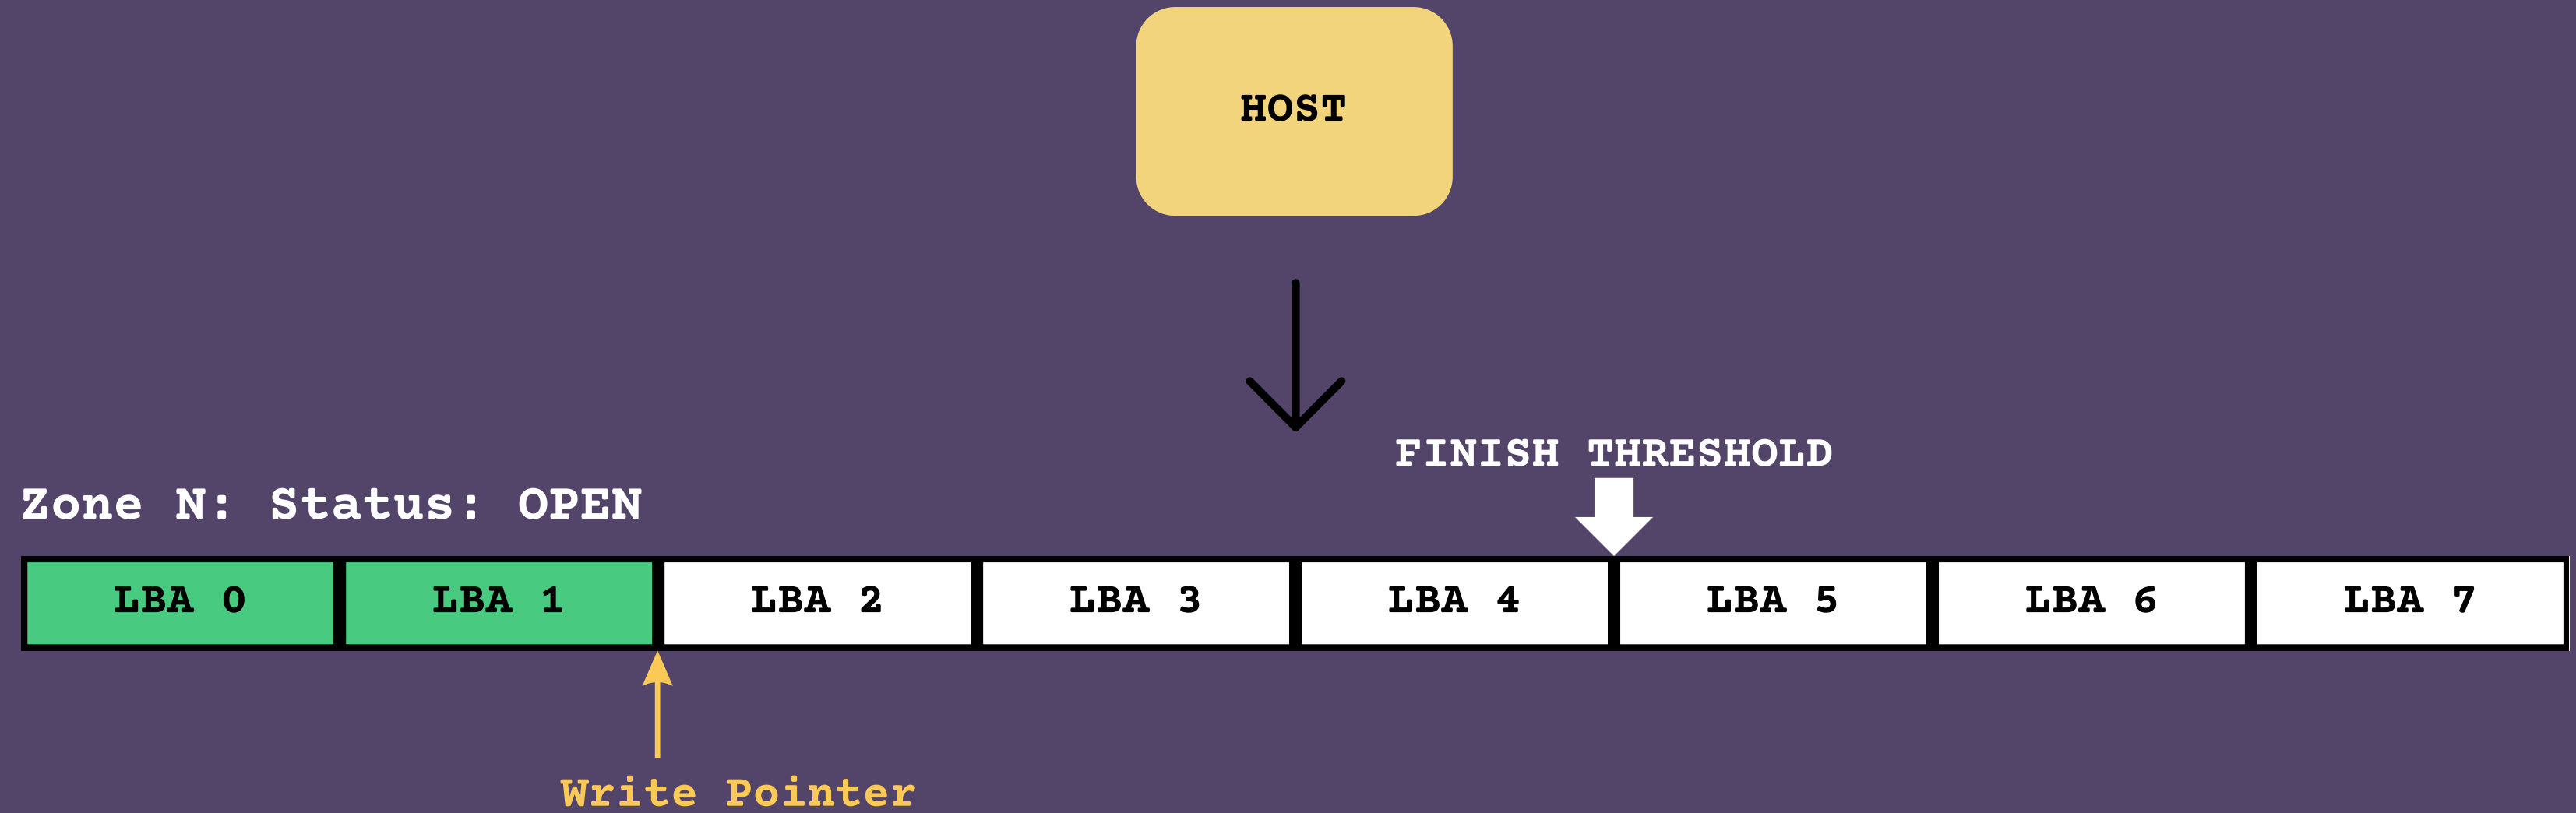 HOST
FINISH THRESHOLD
Zone N: Status: OPEN
LBA 0 LBA 1 LBA 2 LBA 3 LBA 4 LBA 5 LBA 6 LBA 7
Write Pointer